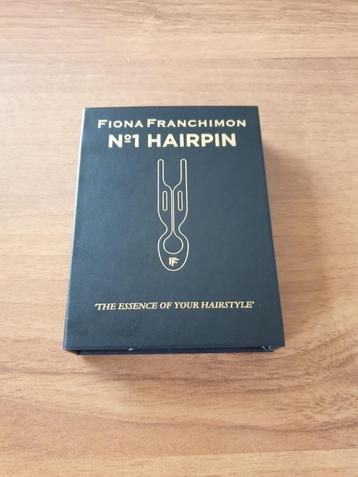 FIONA FRANCHIMON
Nº1 HAIRPIN
FF
'THE ESSENCE OF YOUR HAIRSTYLE'